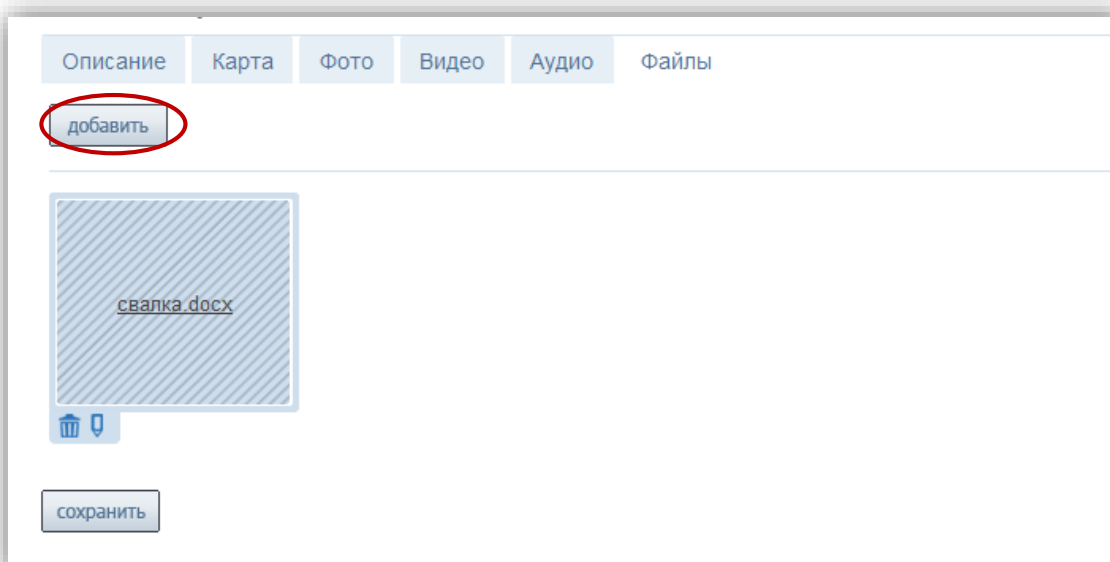 Описание Карта Фото Видео Аудио Файлы
добавить
свалка.docx
сохранить